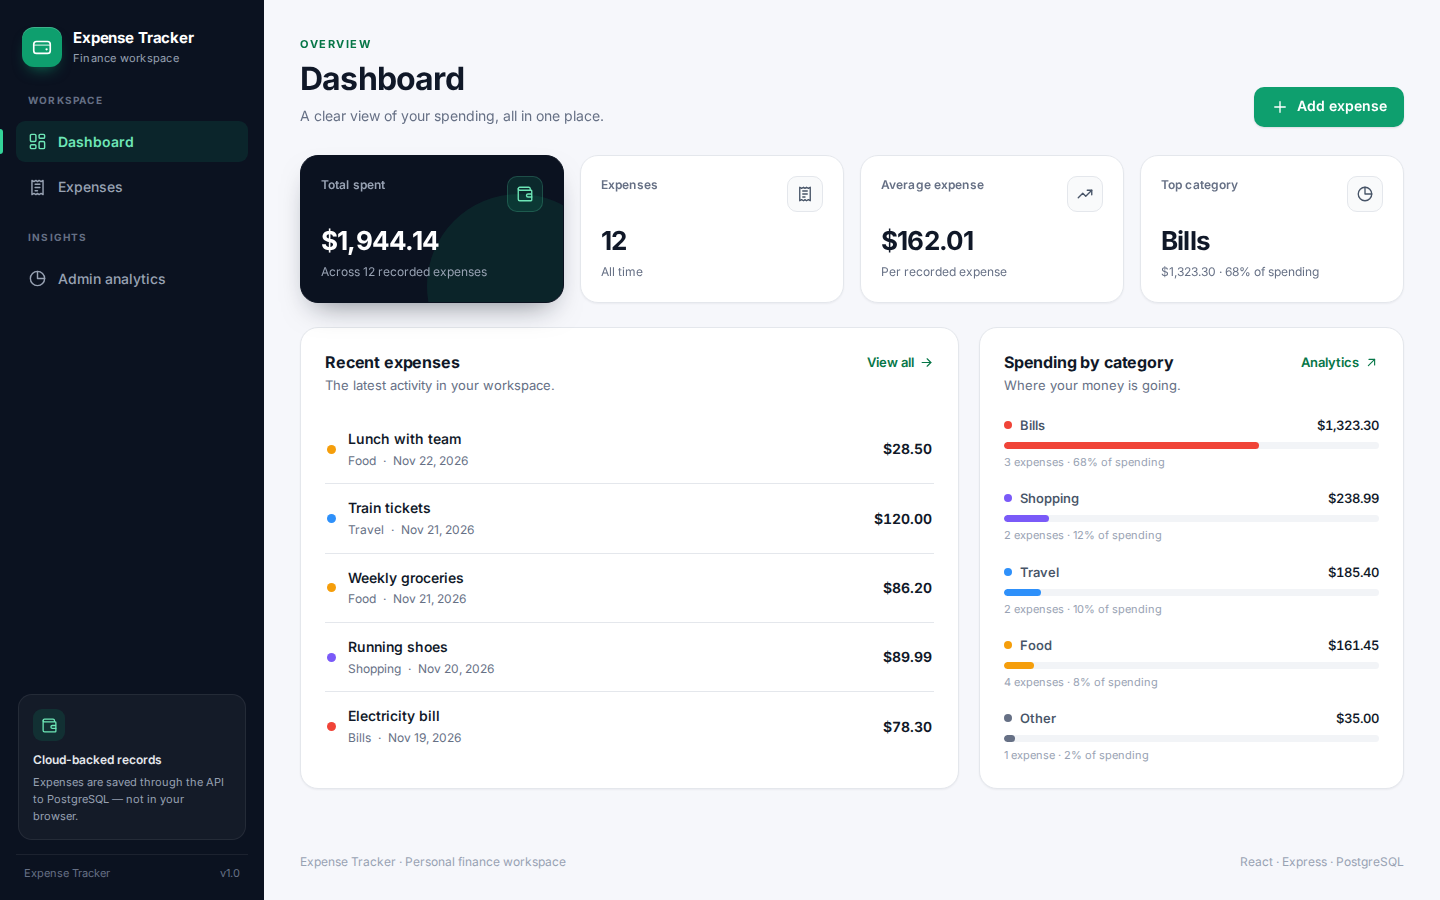 Expense Tracker
Finance workspace
WORKSPACE
Dashboard
Expenses
INSIGHTS
Admin analytics
Cloud-backed records
Expenses are saved through the API
to PostgreSQL — not in your
browser.
Expense Tracker v1.0
OVERVIEW
Dashboard
A clear view of your spending, all in one place.
Add expense
Total spent
$1,944.14
Across 12 recorded expenses
Expenses
12
All time
Average expense
$162.01
Per recorded expense
Top category
Bills
$1,323.30 · 68% of spending
Recent expenses View all →
The latest activity in your workspace.
Lunch with team $28.50
Food · Nov 22, 2026
Train tickets $120.00
Travel · Nov 21, 2026
Weekly groceries $86.20
Food · Nov 21, 2026
Running shoes $89.99
Shopping · Nov 20, 2026
Electricity bill $78.30
Bills · Nov 19, 2026
Spending by category Analytics ↗
Where your money is going.
Bills $1,323.30
3 expenses · 68% of spending
Shopping $238.99
2 expenses · 12% of spending
Travel $185.40
2 expenses · 10% of spending
Food $161.45
4 expenses · 8% of spending
Other $35.00
1 expense · 2% of spending
Expense Tracker · Personal finance workspace
React · Express · PostgreSQL